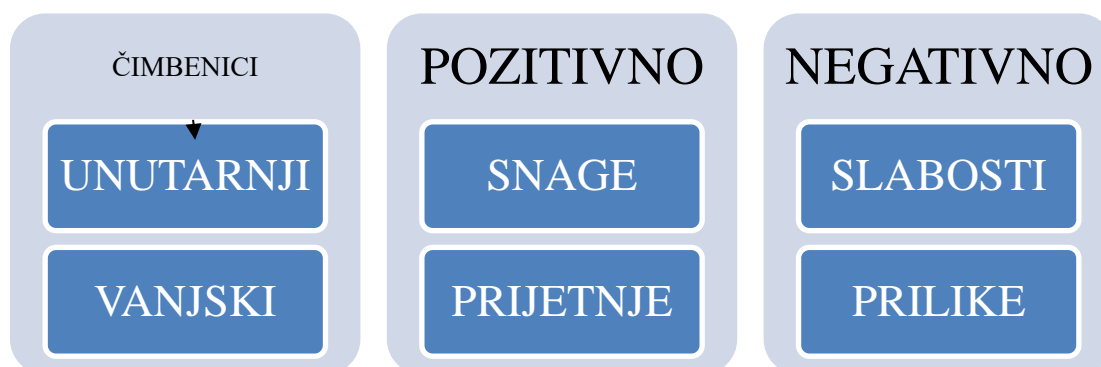 ČIMBENICI
UNUTARNJI
VANJSKI
POZITIVNO
SNAGE
PRIJETNJE
NEGATIVNO
SLABOSTI
PRILIKE